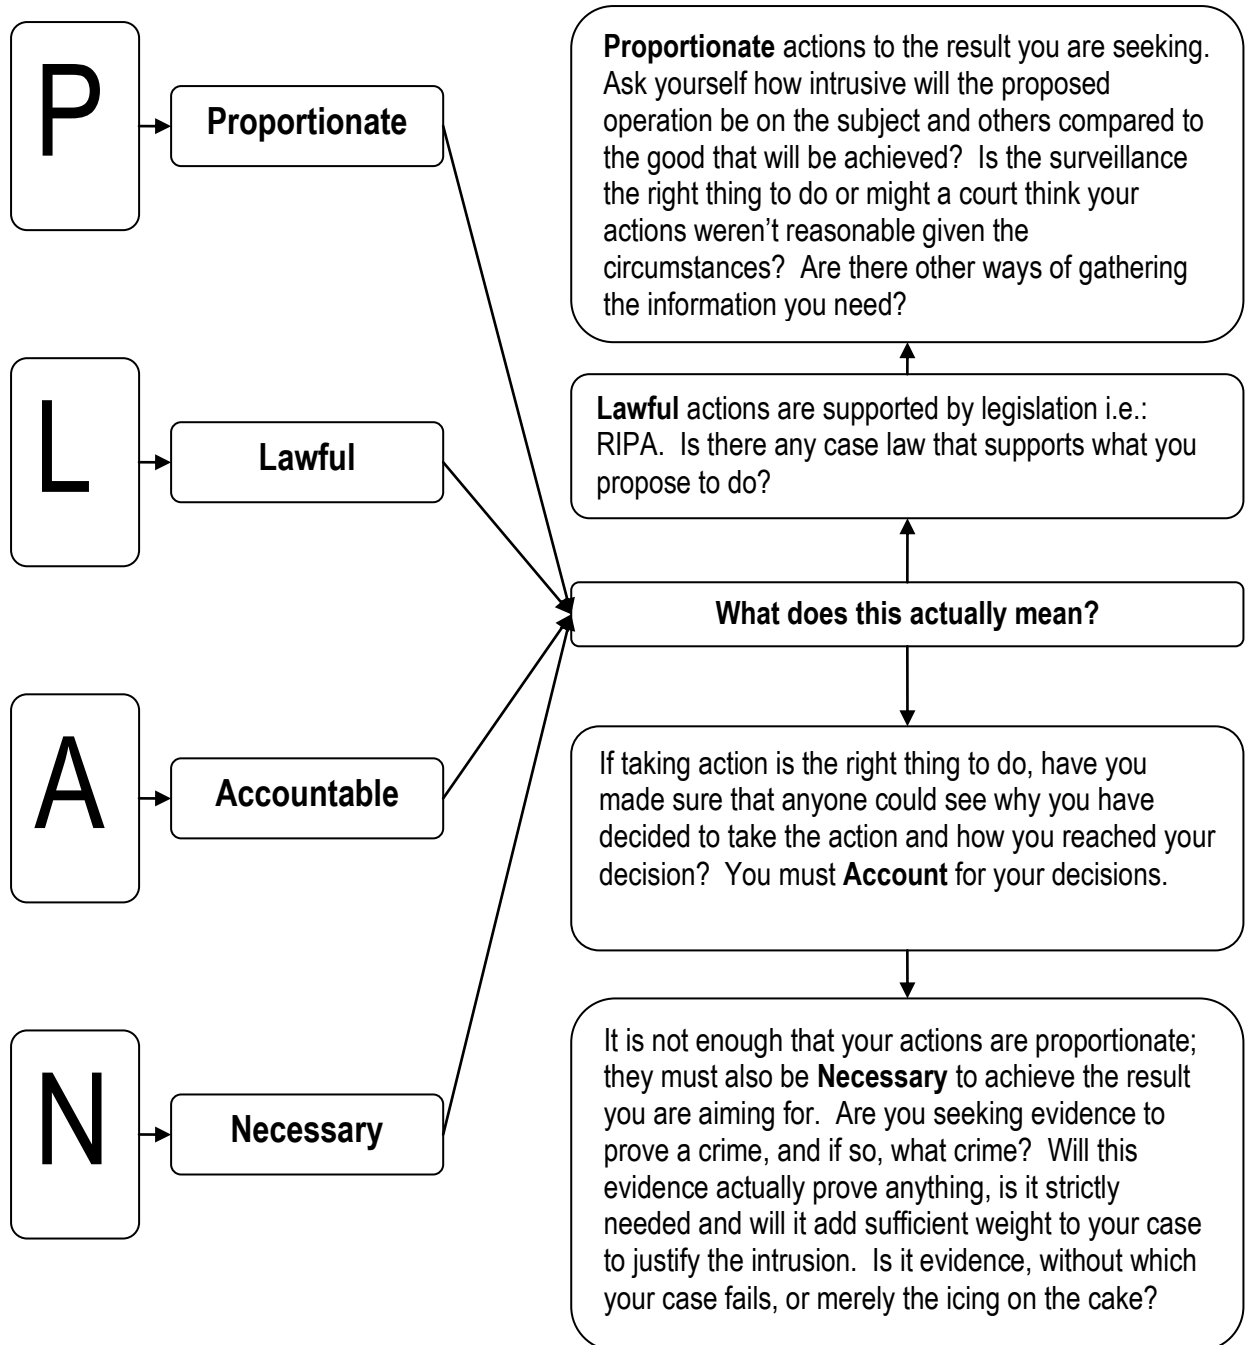 P
Proportionate
L
Lawful
A
Accountable
N
Necessary
Proportionate actions to the result you are seeking.
Ask yourself how intrusive will the proposed
operation be on the subject and others compared to
the good that will be achieved?  Is the surveillance
the right thing to do or might a court think your
actions weren't reasonable given the
circumstances?  Are there other ways of gathering
the information you need?
Lawful actions are supported by legislation i.e.:
RIPA.  Is there any case law that supports what you
propose to do?
What does this actually mean?
If taking action is the right thing to do, have you
made sure that anyone could see why you have
decided to take the action and how you reached your
decision?  You must Account for your decisions.
It is not enough that your actions are proportionate;
they must also be Necessary to achieve the result
you are aiming for.  Are you seeking evidence to
prove a crime, and if so, what crime?  Will this
evidence actually prove anything, is it strictly
needed and will it add sufficient weight to your case
to justify the intrusion.  Is it evidence, without which
your case fails, or merely the icing on the cake?